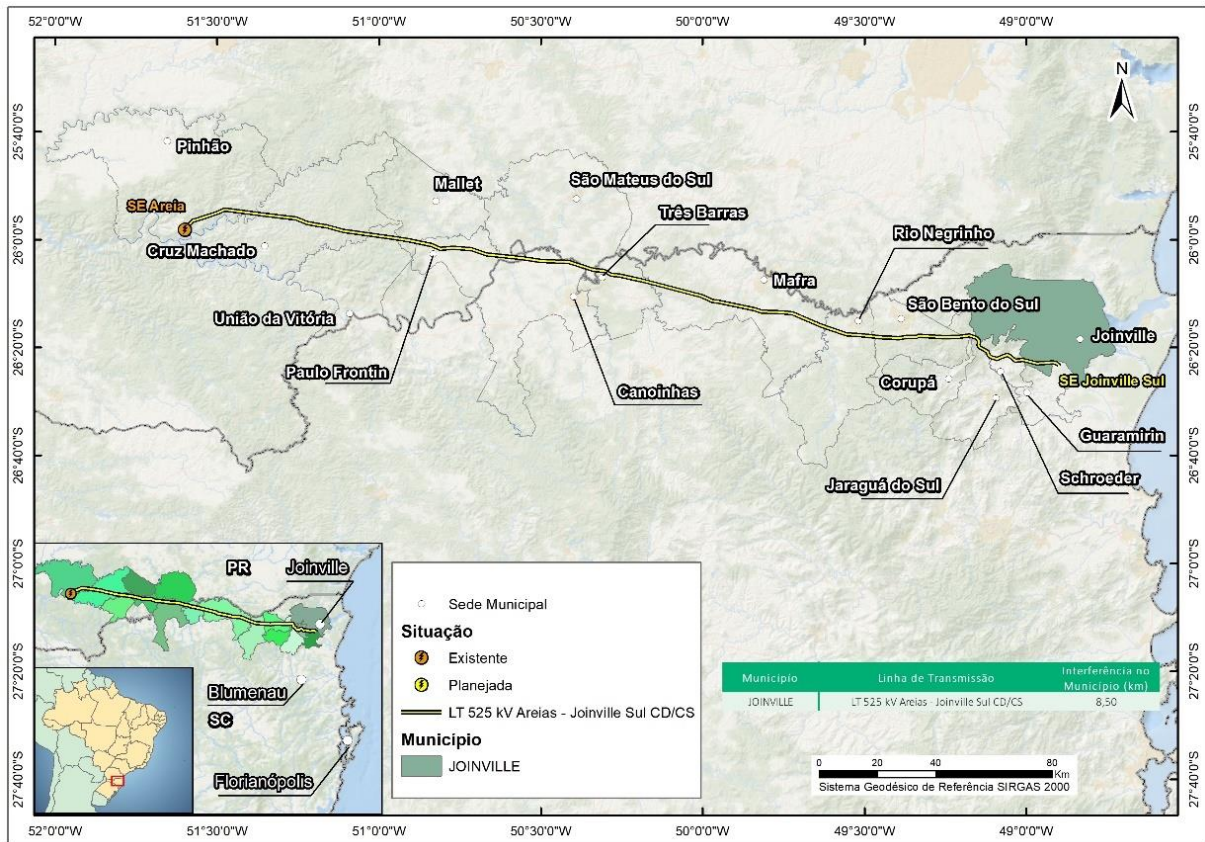 52°0'0"W
51°30'0"W
51°0'0"W
50°30'0"W
50°0'0"W
49°30'0"W
49°0'0"W
N
25°40'0"S
25°40'0"S
Pinhão
Mallet
São Mateus do Sul
SE Areia
Três Barras
Rio Negrinho
26°0'0"S
26°0'0"S
Cruz Machado
Mafra
São Bento do Sul
União da Vitória
Joinville
26°20'0"S
26°20'0"S
Paulo Frontin
Canoinhas
Corupá
SE Joinville Sul
Guaramirin
26°40'0"S
26°40'0"S
Jaraguá do Sul
Schroeder
27°0'0"S
27°0'0"S
PR
Joinville
Blumenau
SC
Florianópolis
Sede Municipal
Situação
Existente
Planejada
LT 525 kV Areias - Joinville Sul CD/CS
Município
JOINVILLE
Município Linha de Transmissão Interferência no Município (km)
JOINVILLE LT 525 kV Areias - Joinville Sul CD/CS 8,50
27°20'0"S
27°20'0"S
0 20 40 60 80
Km
Sistema Geodésico de Referência SIRGAS 2000
27°40'0"S
27°40'0"S
52°0'0"W
51°30'0"W
51°0'0"W
50°30'0"W
50°0'0"W
49°30'0"W
49°0'0"W